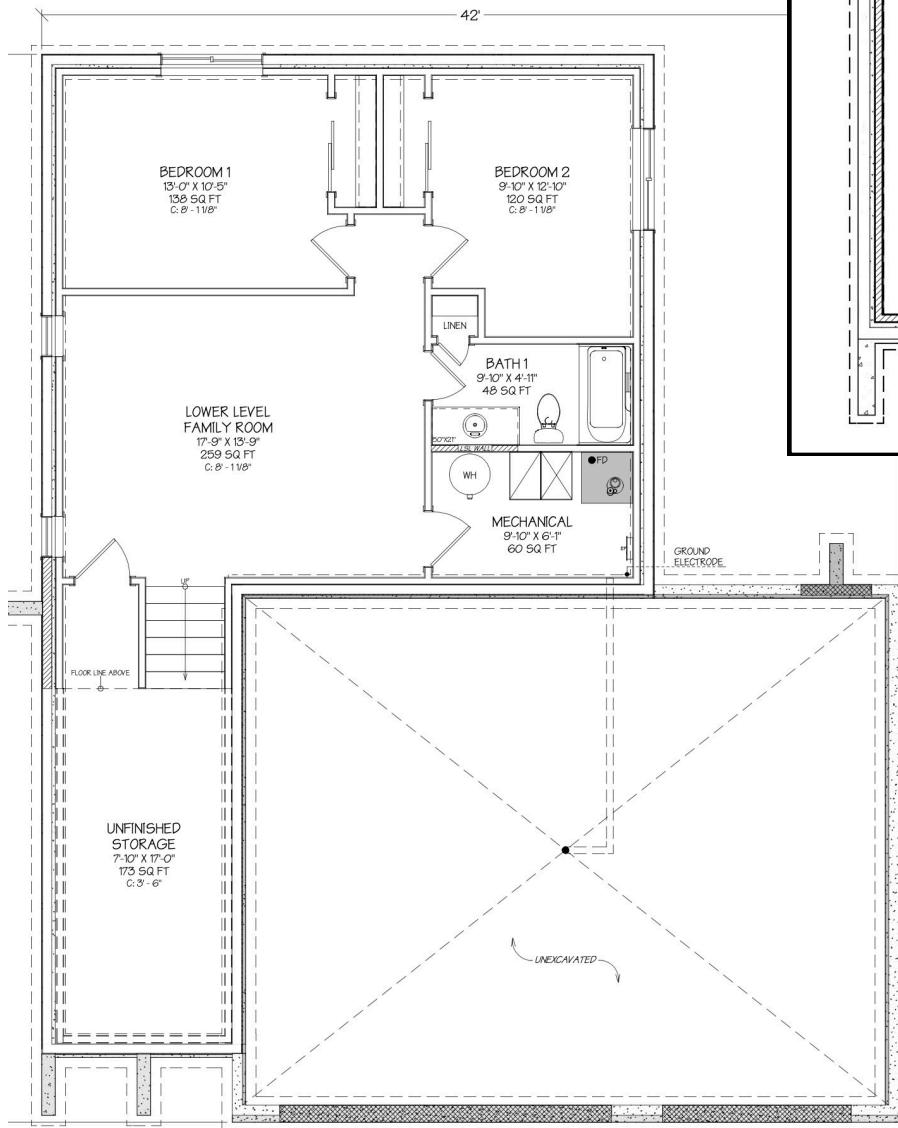 42'
BEDROOM 1
13'-0" X 10'-5"
138 SQ FT
C: 8' - 1 1/8"
BEDROOM 2
9'-10" X 12'-10"
120 SQ FT
C: 8' - 1 1/8"
LINEN
BATH 1
9'-10" X 4'-11"
48 SQ FT
LOWER LEVEL
FAMILY ROOM
17'-9" X 13'-9"
259 SQ FT
C: 8' - 1 1/8"
WH
FD
MECHANICAL
9'-10" X 6'-1"
60 SQ FT
GROUND
ELECTRODE
UP
FLOOR LINE ABOVE
UNFINISHED
STORAGE
7'-10" X 17'-0"
173 SQ FT
C: 3' - 6"
UNEXCAVATED